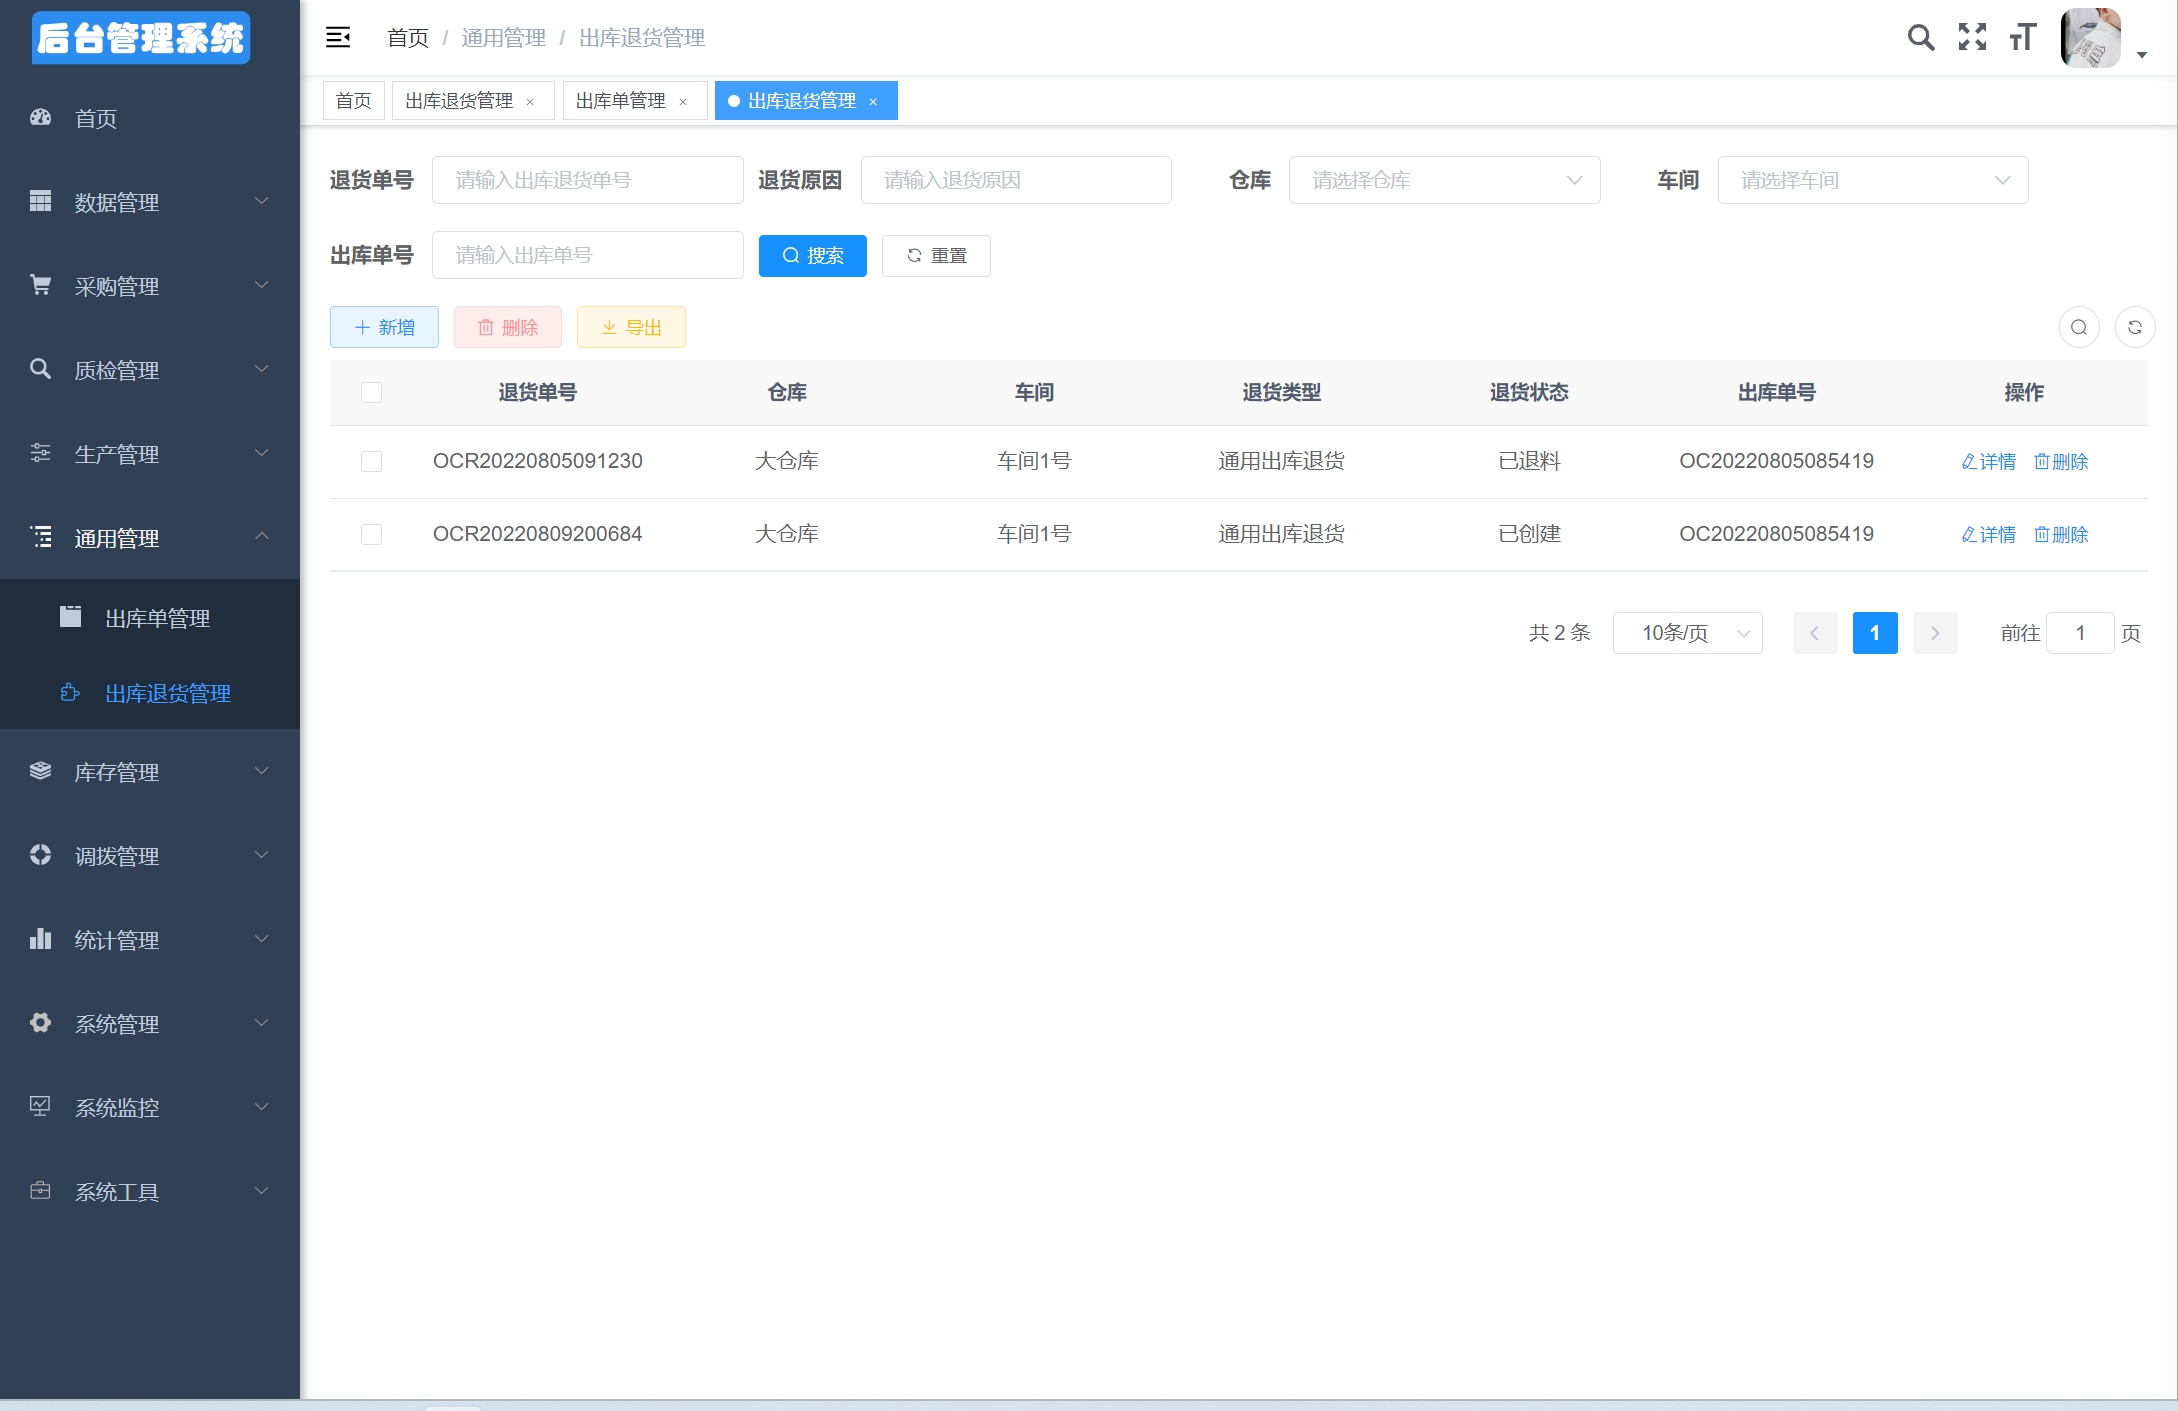 后台管理系统
首页
数据管理
采购管理
质检管理
生产管理
通用管理
出库单管理
出库退货管理
库存管理
调拨管理
统计管理
系统管理
系统监控
系统工具
首页 / 通用管理 / 出库退货管理
首页 出库退货管理 × 出库单管理 × 出库退货管理 ×
退货单号 请输入出库退货单号 退货原因 请输入退货原因 仓库 请选择仓库 车间 请选择车间
出库单号 请输入出库单号 搜索 重置
新增 删除 导出
退货单号 仓库 车间 退货类型 退货状态 出库单号 操作
OCR20220805091230 大仓库 车间1号 通用出库退货 已退料 OC20220805085419 详情 删除
OCR20220809200684 大仓库 车间1号 通用出库退货 已创建 OC20220805085419 详情 删除
共 2 条 10条/页 1 前往 1 页